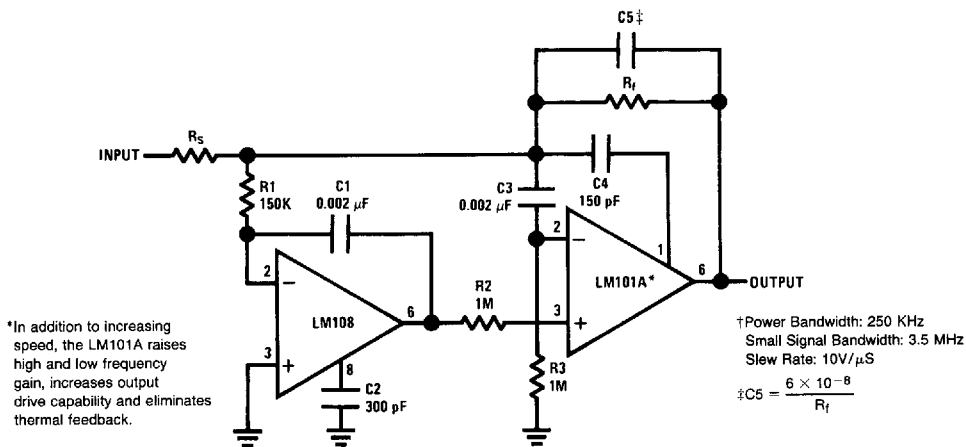 C5‡
Rf
RS
INPUT
R1
150K
C1
0.002 μF
C3
0.002 μF
C4
150 pF
2
–
LM108
6
3
+
8
C2
300 pF
R2
1M
2
–
1
LM101A*
6
OUTPUT
3
+
R3
1M
*In addition to increasing
speed, the LM101A raises
high and low frequency
gain, increases output
drive capability and eliminates
thermal feedback.
†Power Bandwidth: 250 KHz
Small Signal Bandwidth: 3.5 MHz
Slew Rate: 10V/μS
‡C5 = 6 × 10⁻⁸ / Rf